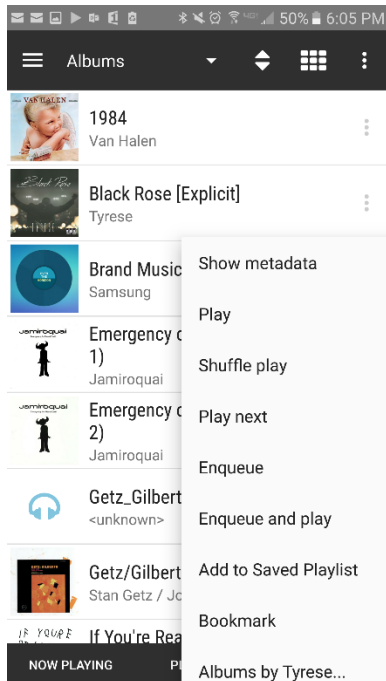 50% 6:05 PM
Albums
VAN HALEN
1984
Van Halen
Black Rose
Black Rose [Explicit]
Tyrese
Brand Music
Samsung
Show metadata
Play
Jamiroquai
Emergency
1)
Jamiroquai
Shuffle play
Jamiroquai
Emergency
2)
Jamiroquai
Play next
Enqueue
Getz_Gilbert
<unknown>
Enqueue and play
Getz/Gilbert
Stan Getz /
Add to Saved Playlist
Bookmark
IF YOU'RE
If You're Rea
NOW PLAYING
Albums by Tyrese...